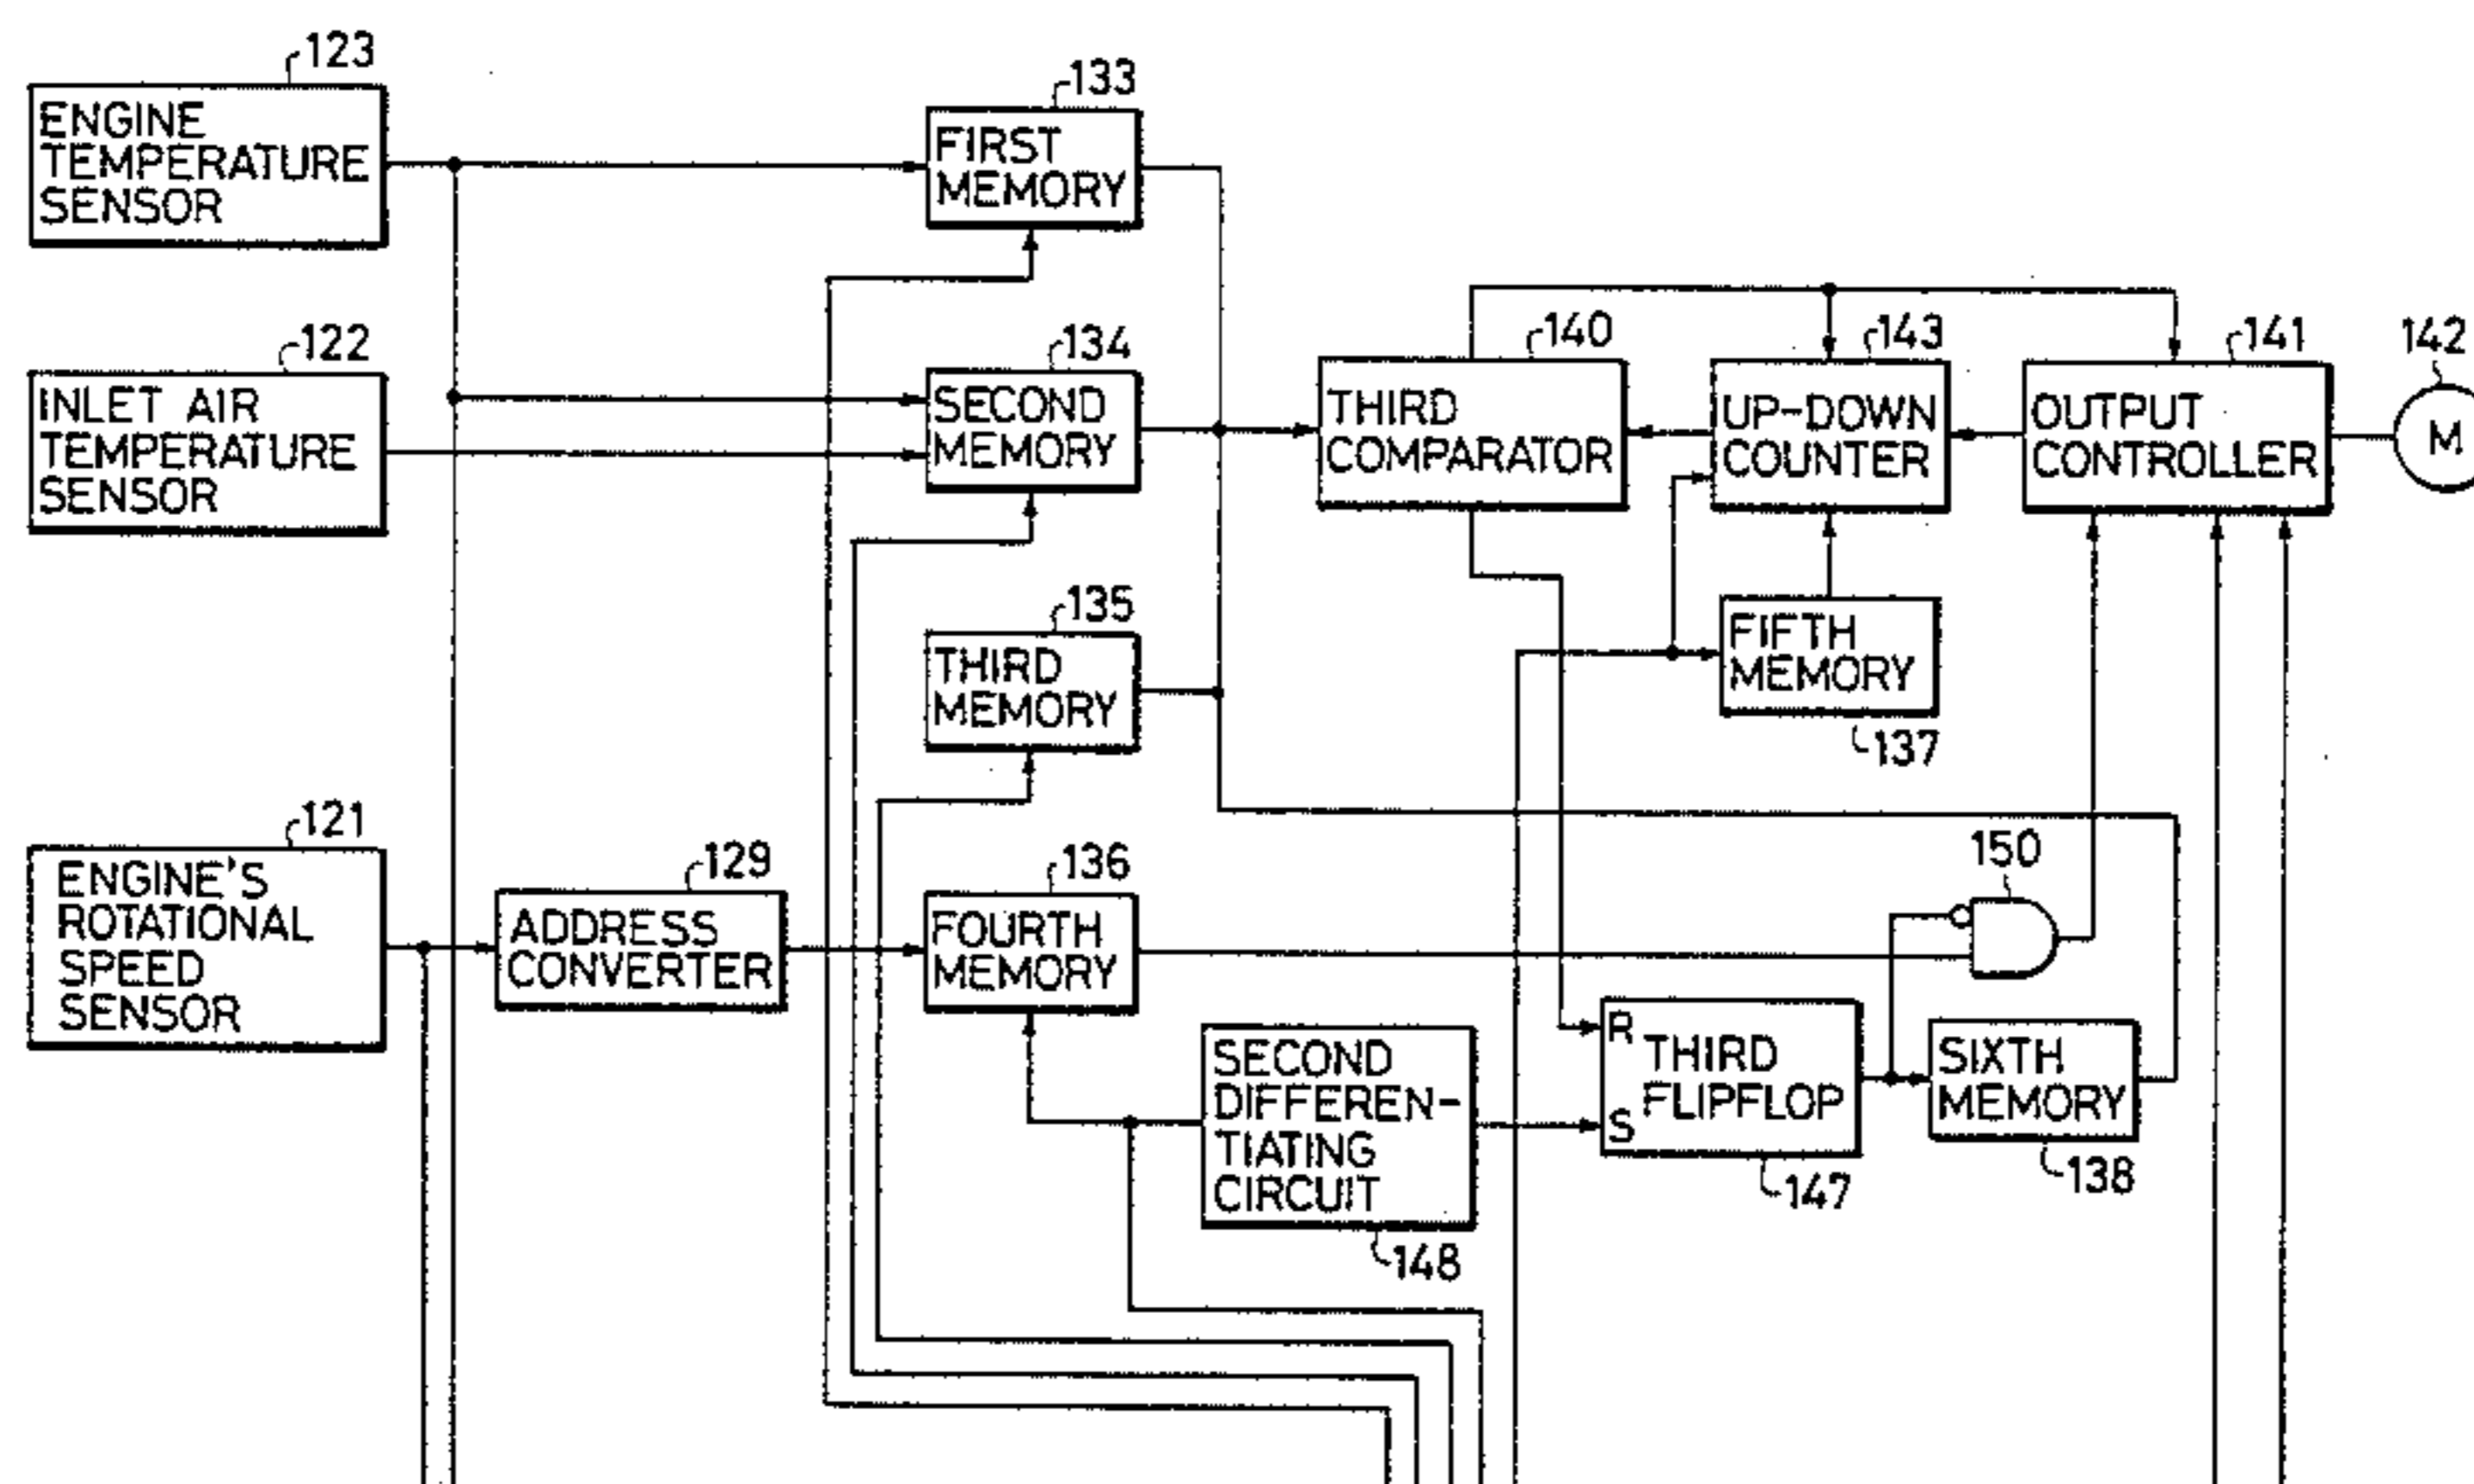 123
ENGINE
TEMPERATURE
SENSOR
133
FIRST
MEMORY
122
INLET AIR
TEMPERATURE
SENSOR
134
SECOND
MEMORY
140
THIRD
COMPARATOR
143
UP-DOWN
COUNTER
141
OUTPUT
CONTROLLER
142
M
135
THIRD
MEMORY
FIFTH
MEMORY
137
121
ENGINE'S
ROTATIONAL
SPEED
SENSOR
129
ADDRESS
CONVERTER
136
FOURTH
MEMORY
150
SECOND
DIFFEREN-
TIATING
CIRCUIT
148
R
S
THIRD
FLIPFLOP
147
SIXTH
MEMORY
138